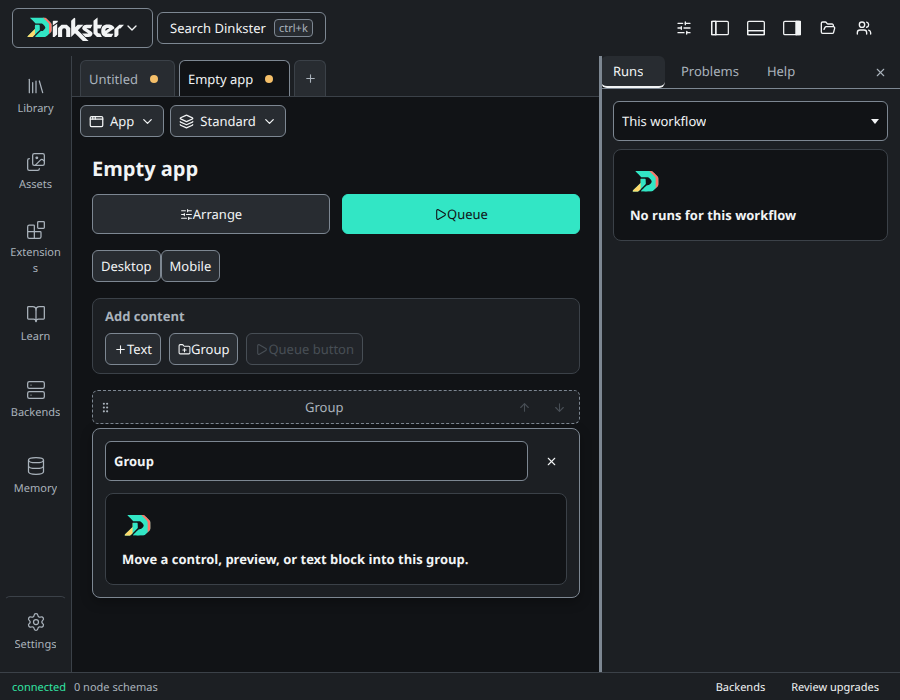 Dinkster
Search Dinkster ctrl+k
Library
Assets
Extension
s
Learn
Backends
Memory
Settings
Untitled
Empty app
App
Standard
Empty app
Arrange
Queue
Desktop
Mobile
Add content
Text
Group
Queue button
Group
Group
Move a control, preview, or text block into this group.
Runs
Problems
Help
This workflow
No runs for this workflow
connected
0 node schemas
Backends
Review upgrades